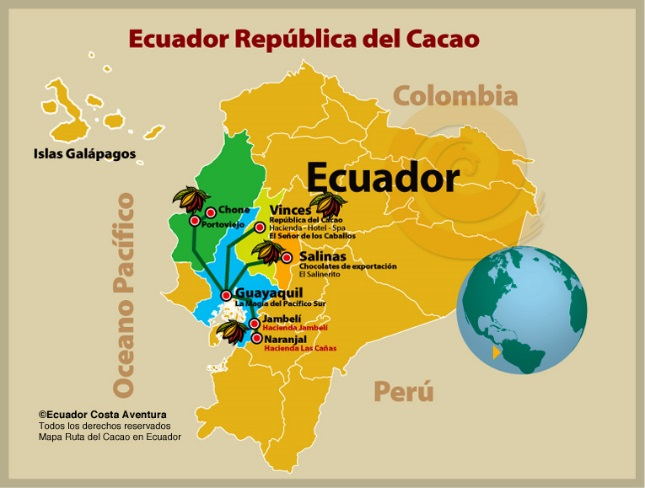 Ecuador República del Cacao
Colombia
Islas Galápagos
Ecuador
Océano Pacífico
Chone
Portoviejo
Vinces
República del Cacao
Hacienda - Hotel - Spa
El Señor de los Caballos
Salinas
Chocolates de exportación
El Salinerito
Guayaquil
La Magia del Pacífico Sur
Jambelí
Hacienda Jambelí
Naranjal
Hacienda Las Cañas
Perú
©Ecuador Costa Aventura
Todos los derechos reservados
Mapa Ruta del Cacao en Ecuador